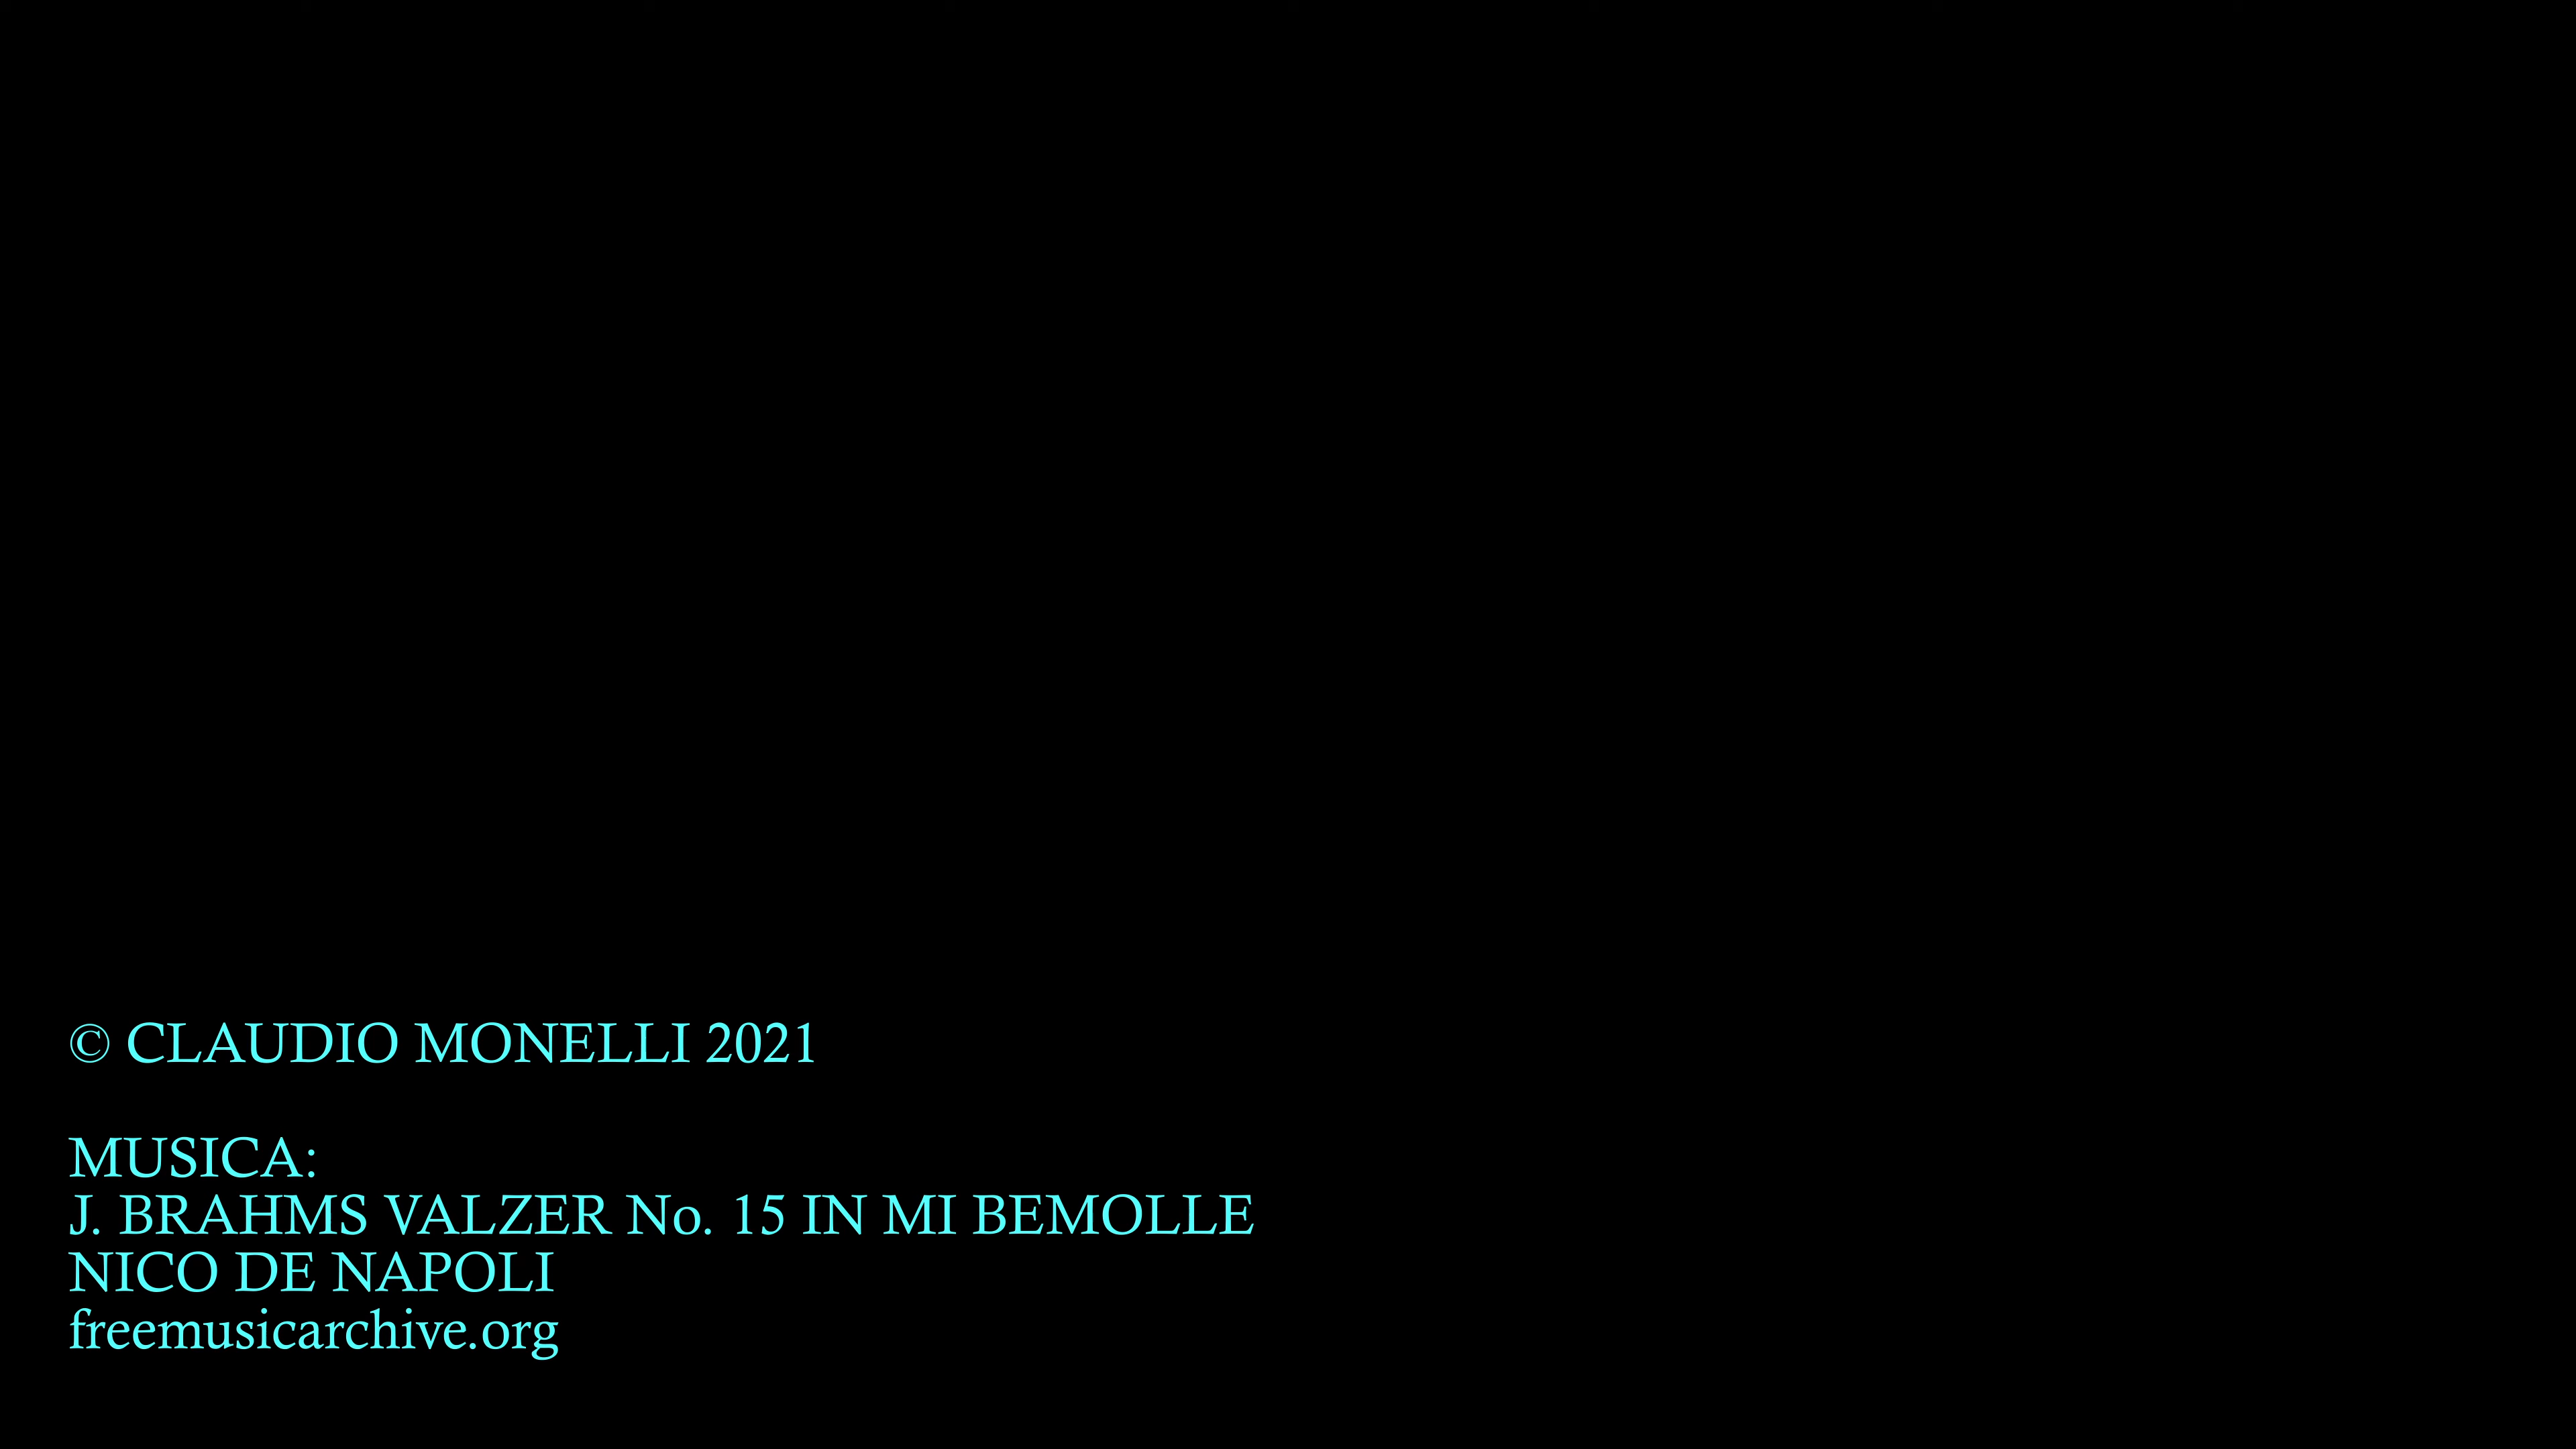 © CLAUDIO MONELLI 2021
MUSICA:
J. BRAHMS VALZER No. 15 IN MI BEMOLLE
NICO DE NAPOLI
freemusicarchive.org